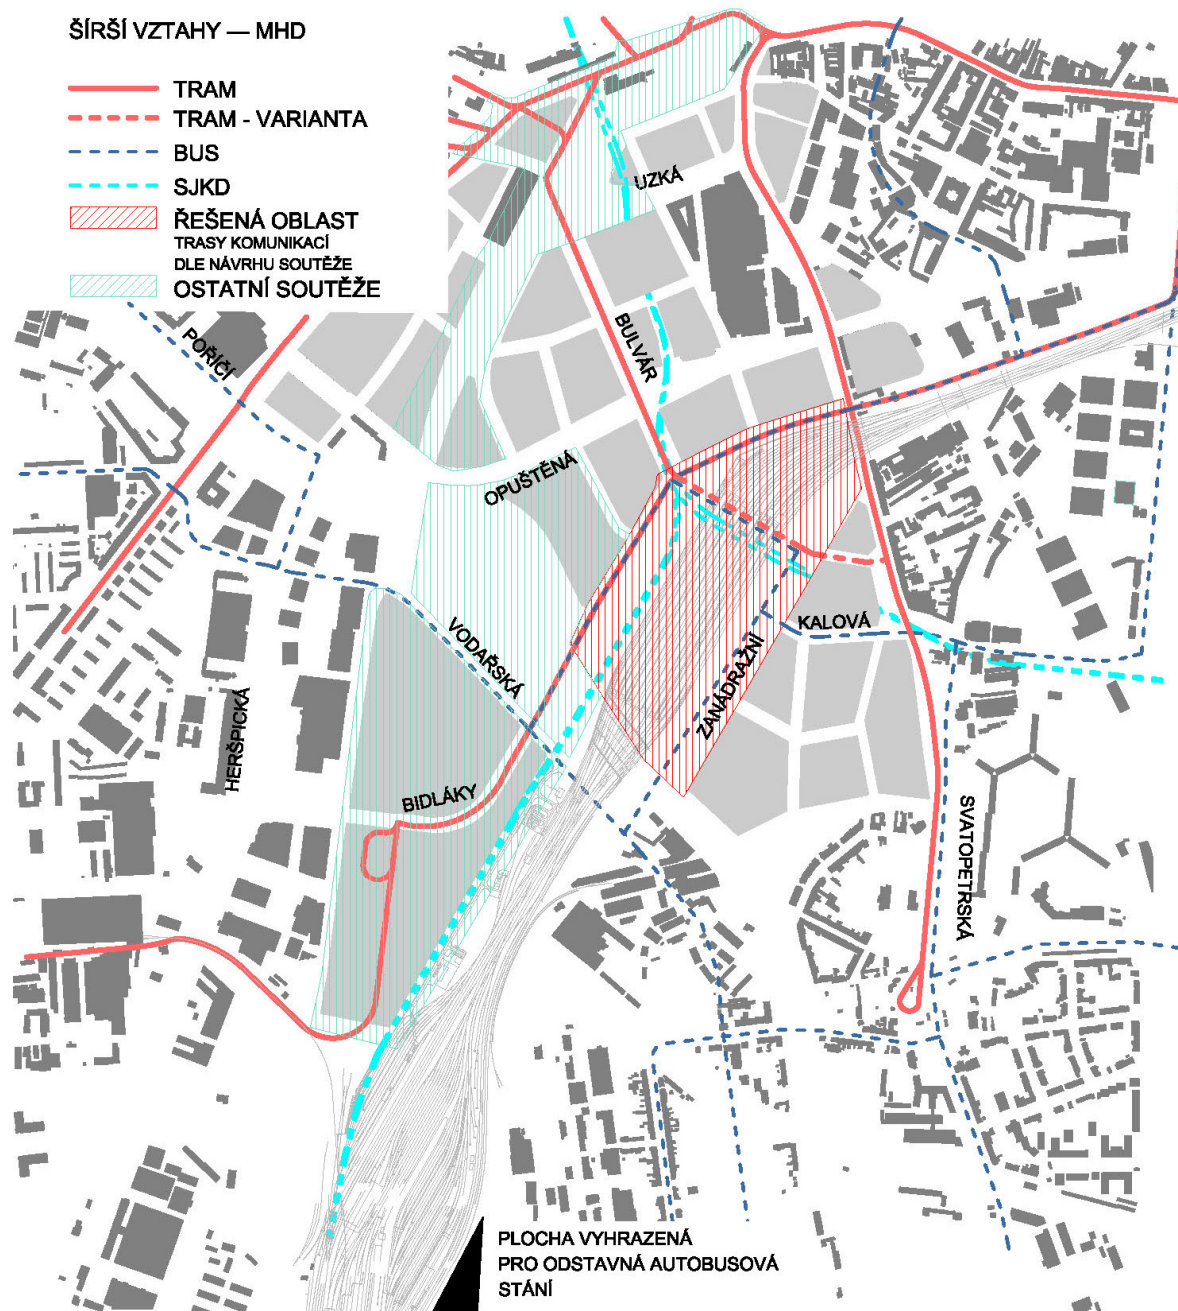 ŠÍRŠÍ VZTAHY — MHD
TRAM
TRAM - VARIANTA
BUS
SJKD
ŘEŠENÁ OBLAST
TRASY KOMUNIKACÍ
DLE NÁVRHU SOUTĚŽE
OSTATNÍ SOUTĚŽE
UZKÁ
BULVÁR
POŘÍČÍ
OPUŠTĚNÁ
VODAŘSKÁ
KALOVÁ
ZANÁDRAZNÍ
HERŠPICKÁ
BIDLÁKY
SVATOPETRSKÁ
PLOCHA VYHRAZENÁ
PRO ODSTAVNÁ AUTOBUSOVÁ
STÁNÍ